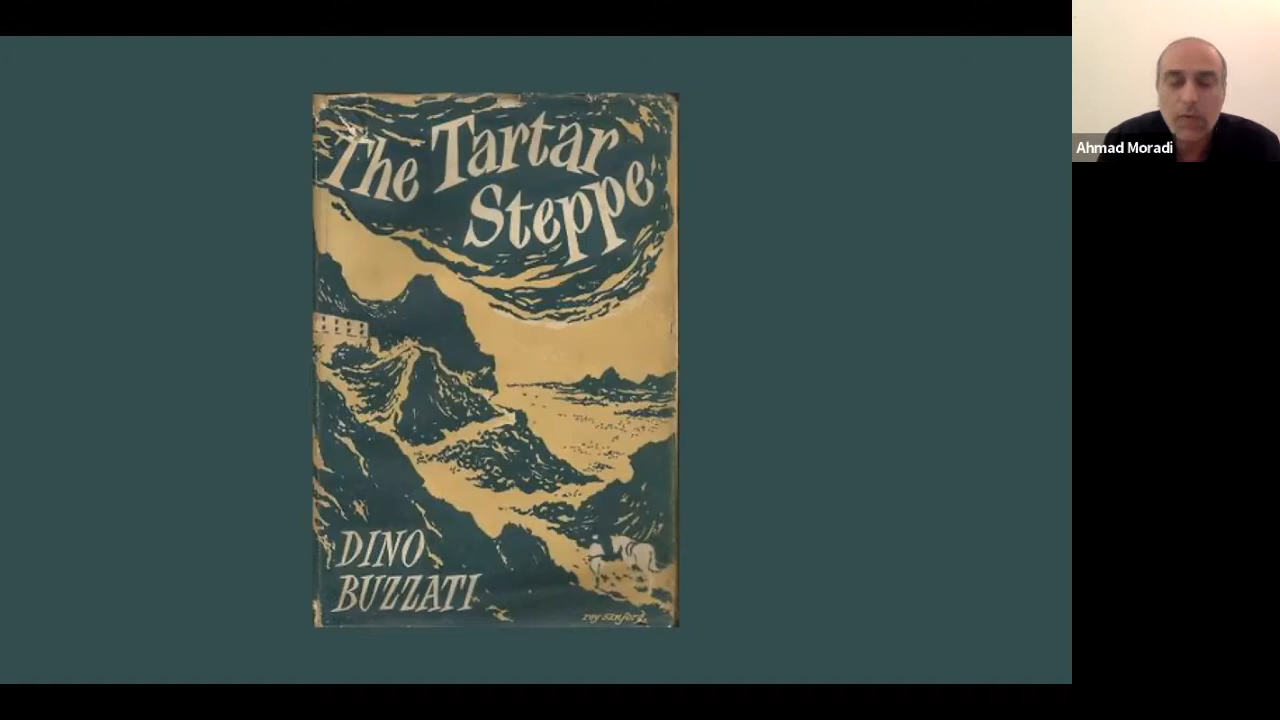 The Tartar
Steppe
DINO
BUZZATI
roy sanford
Ahmad Moradi